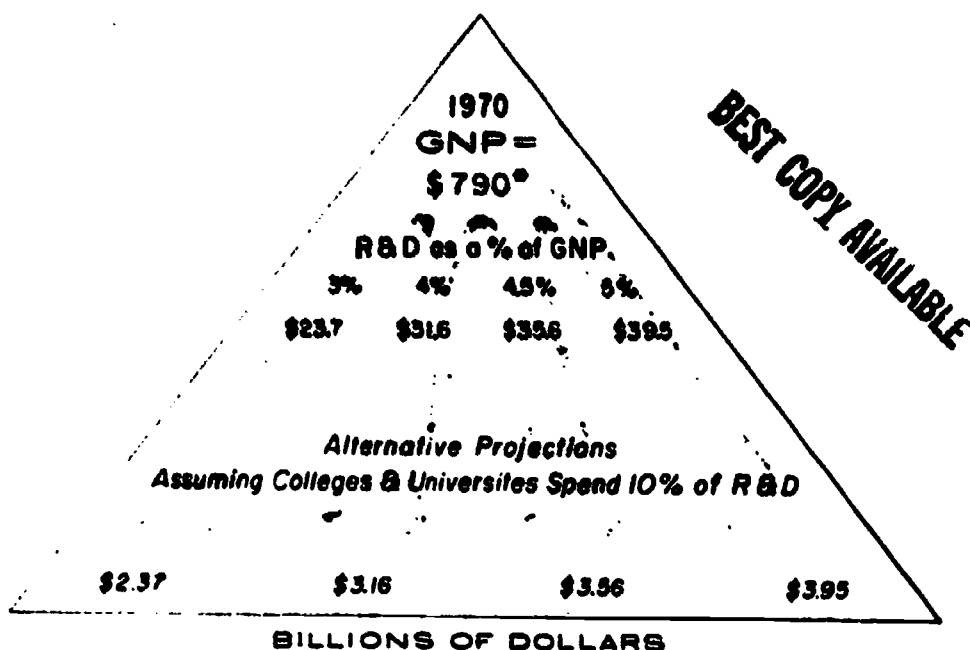 1970
GNP=
$790*
R&D as a % of GNP.
3% 4% 4.5% 5%
$23.7 $31.6 $35.6 $39.5
Alternative Projections
Assuming Colleges & Universites Spend 10% of R&D
$2.37 $3.16 $3.56 $3.95
BILLIONS OF DOLLARS
BEST COPY AVAILABLE